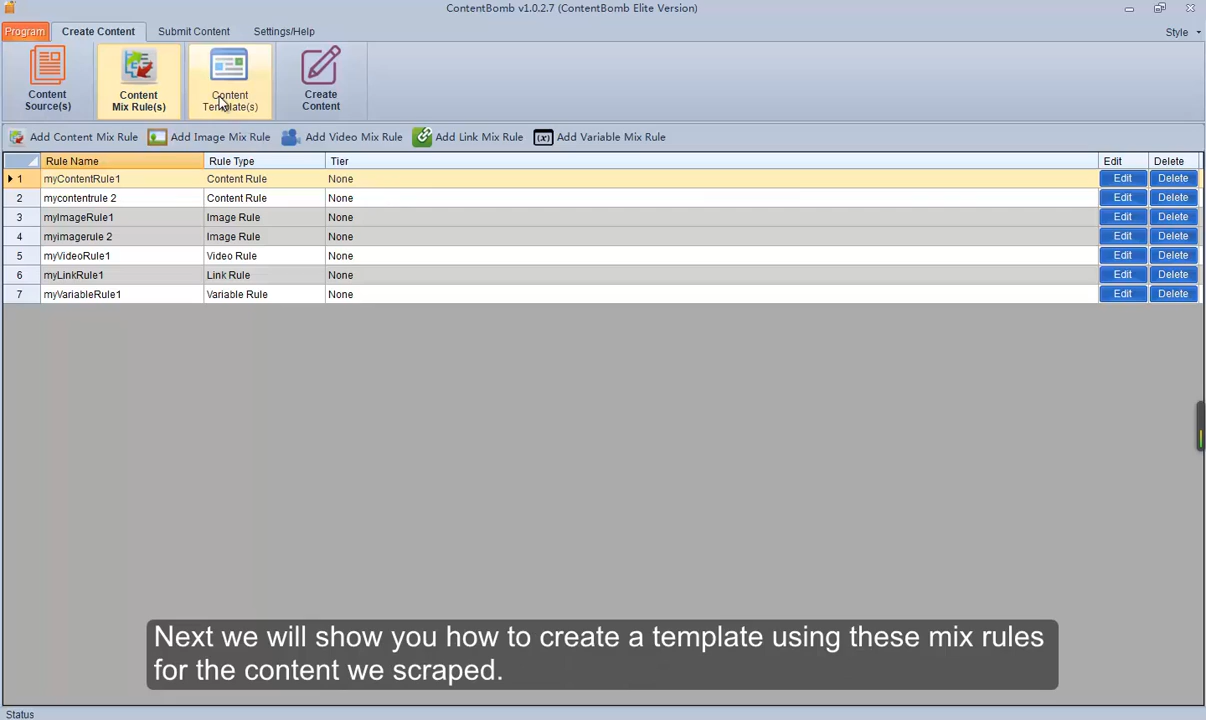 ContentBomb v1.0.2.7 (ContentBomb Elite Version)
Program Create Content Submit Content Settings/Help Style
Content Source(s) Content Mix Rule(s) Content Template(s) Create Content
Add Content Mix Rule Add Image Mix Rule Add Video Mix Rule Add Link Mix Rule (x) Add Variable Mix Rule
Rule Name Rule Type Tier Edit Delete
1 myContentRule1 Content Rule None Edit Delete
2 mycontentrule 2 Content Rule None Edit Delete
3 myImageRule1 Image Rule None Edit Delete
4 myimagerule 2 Image Rule None Edit Delete
5 myVideoRule1 Video Rule None Edit Delete
6 myLinkRule1 Link Rule None Edit Delete
7 myVariableRule1 Variable Rule None Edit Delete
Next we will show you how to create a template using these mix rules
for the content we scraped.
Status